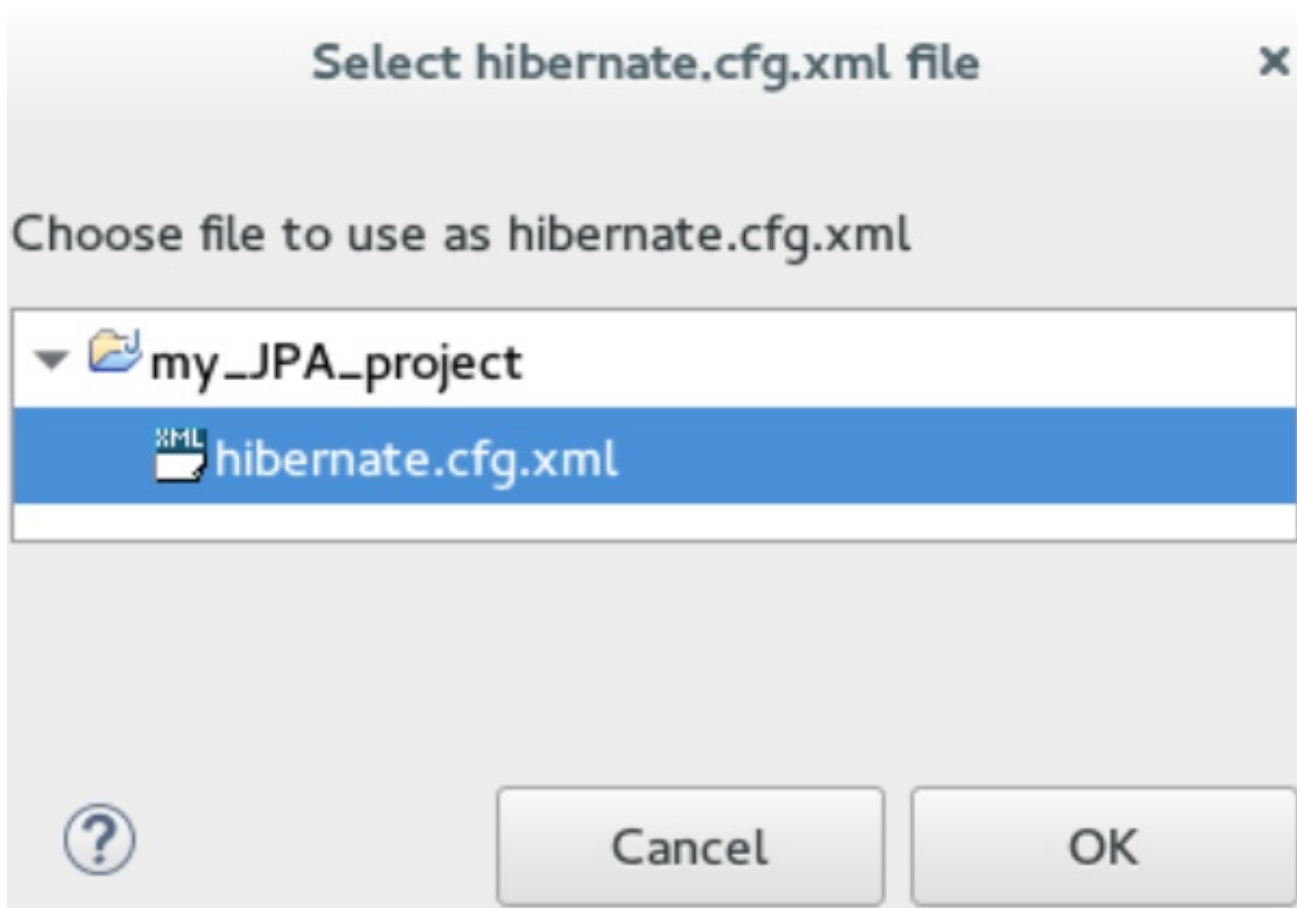 Select hibernate.cfg.xml file ×
Choose file to use as hibernate.cfg.xml
my_JPA_project
XML hibernate.cfg.xml
? Cancel OK